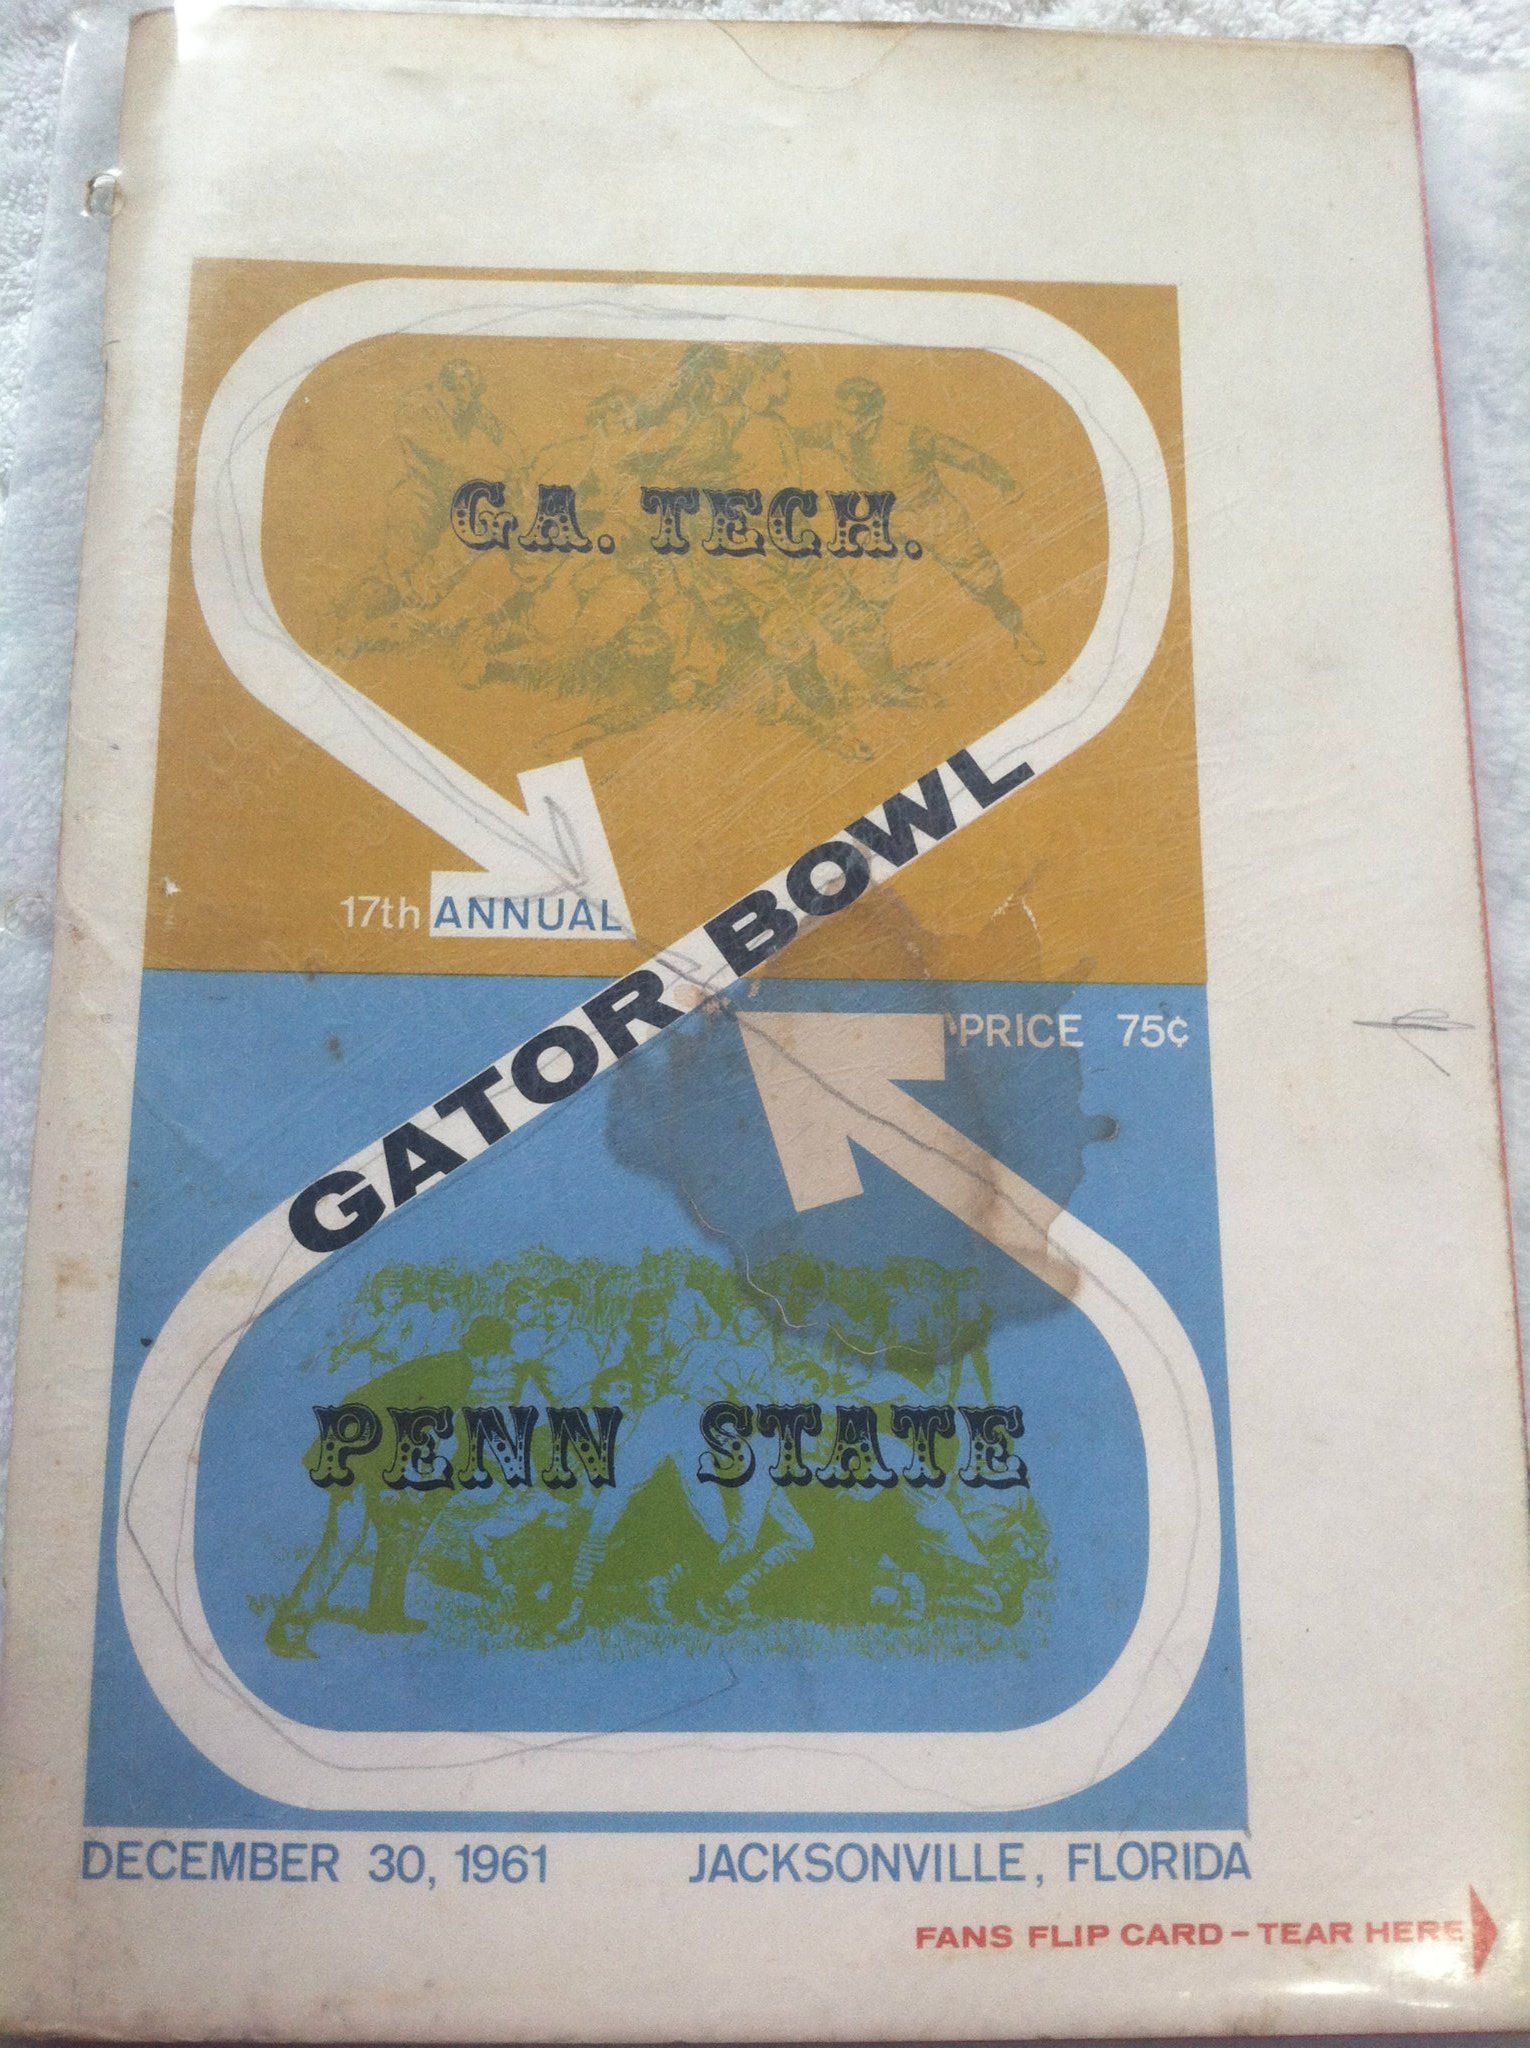 GA. TECH.
GATOR BOWL
17th ANNUAL
PRICE 75¢
PENN STATE
DECEMBER 30, 1961 JACKSONVILLE, FLORIDA
FANS FLIP CARD - TEAR HERE